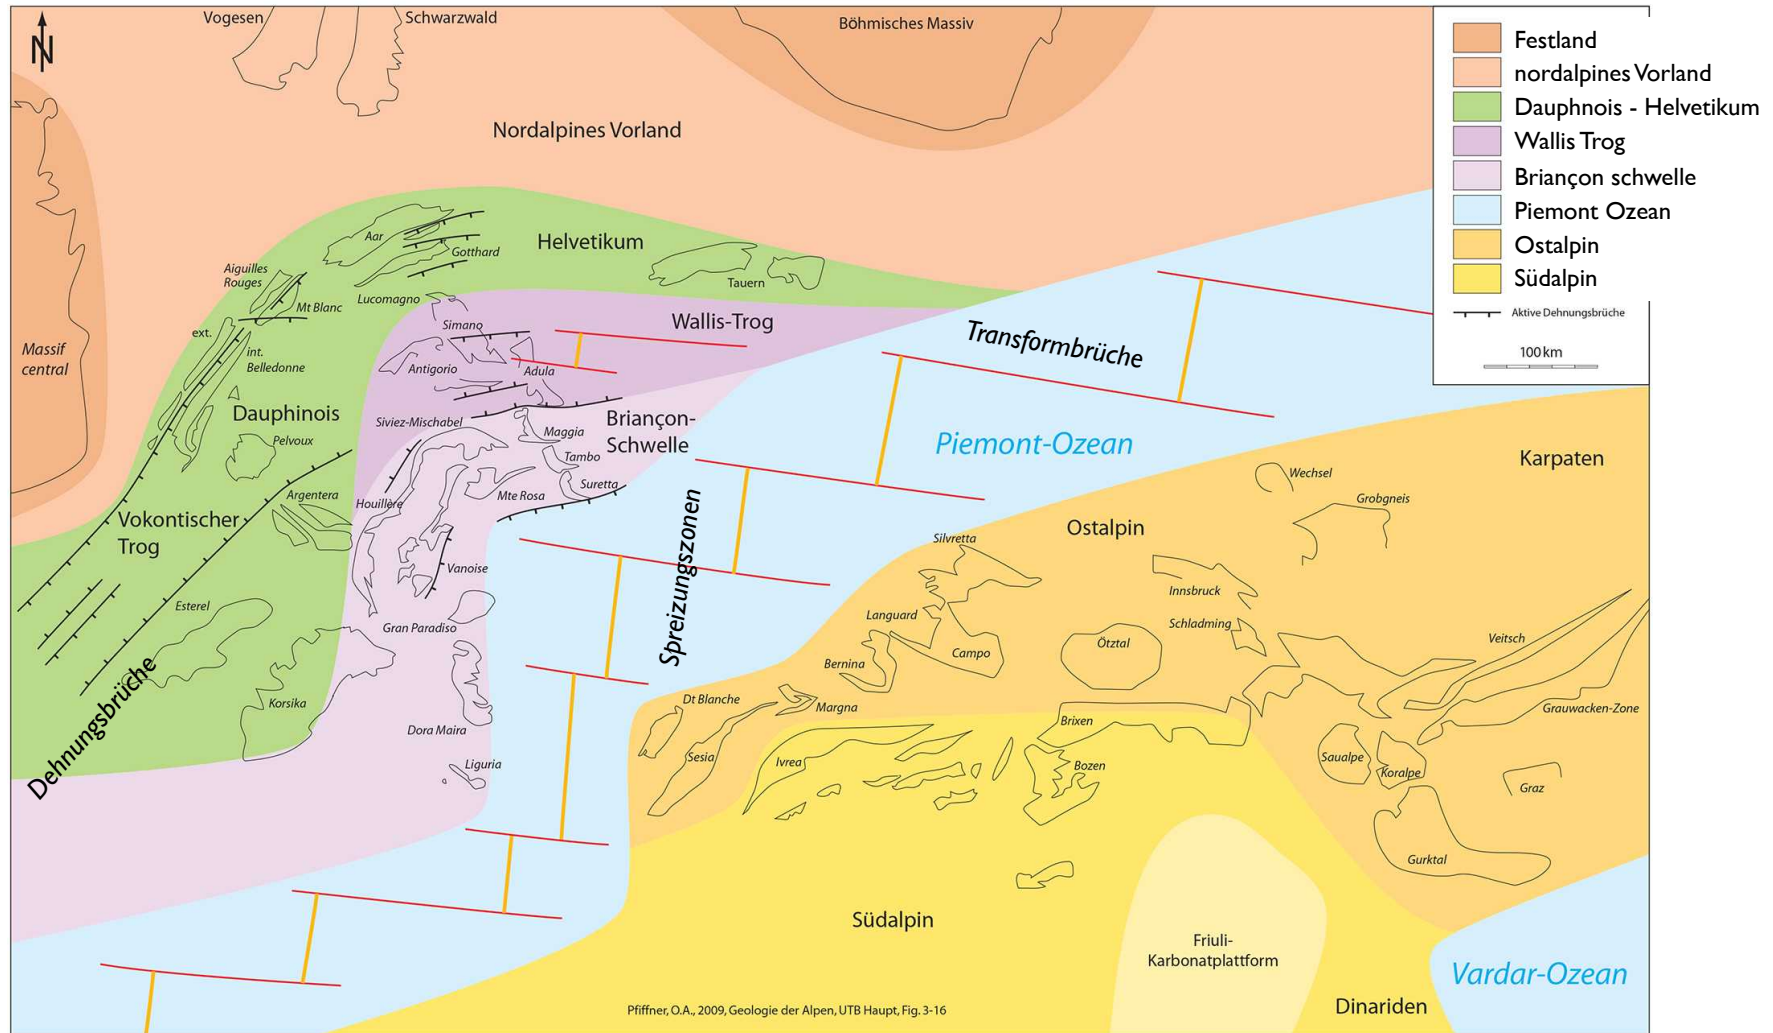 Vogesen
Schwarzwald
Böhmisches Massiv
N
Festland
nordalpines Vorland
Dauphnois - Helvetikum
Wallis Trog
Briançon schwelle
Piemont Ozean
Ostalpin
Südalpin
Aktive Dehnungsbrüche
100 km
Nordalpines Vorland
Massif
central
Aar
Gotthard
Helvetikum
Tauern
Aiguilles
Rouges
Mt Blanc
Lucomagno
ext.
int.
Belledonne
Simano
Wallis-Trog
Antigorio
Adula
Transformbrüche
Dauphinois
Pelvoux
Siviez-Mischabel
Briançon-
Schwelle
Maggia
Tambo
Suretta
Mte Rosa
Piemont-Ozean
Karpaten
Wechsel
Grobgneis
Argentera
Houillère
Vokontischer
Trog
Spreizungszonen
Ostalpin
Silvretta
Vanoise
Innsbruck
Esterel
Gran Paradiso
Languard
Schladming
Veitsch
Ötztal
Campo
Bernina
Dehnungsbrüche
Korsika
Dt Blanche
Margna
Grauwacken-Zone
Dora Maira
Brixen
Sesia
Ivrea
Bozen
Saualpe
Koralpe
Liguria
Graz
Gurktal
Südalpin
Friuli-
Karbonatplattform
Vardar-Ozean
Dinariden
Pfiffner, O.A., 2009, Geologie der Alpen, UTB Haupt, Fig. 3-16